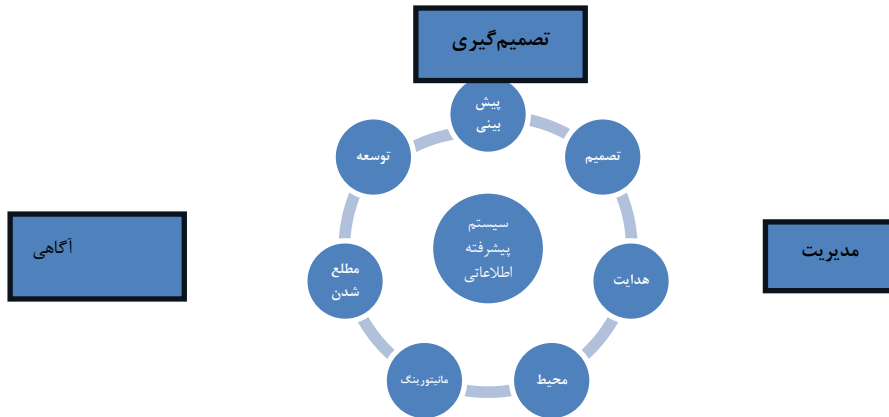 تصمیم‌گیری
پیش
بینی
تصمیم
توسعه
سیستم
پیشرفته
اطلاعاتی
آگاهی
مدیریت
هدایت
مطلع
شدن
محیط
مانیتورینگ